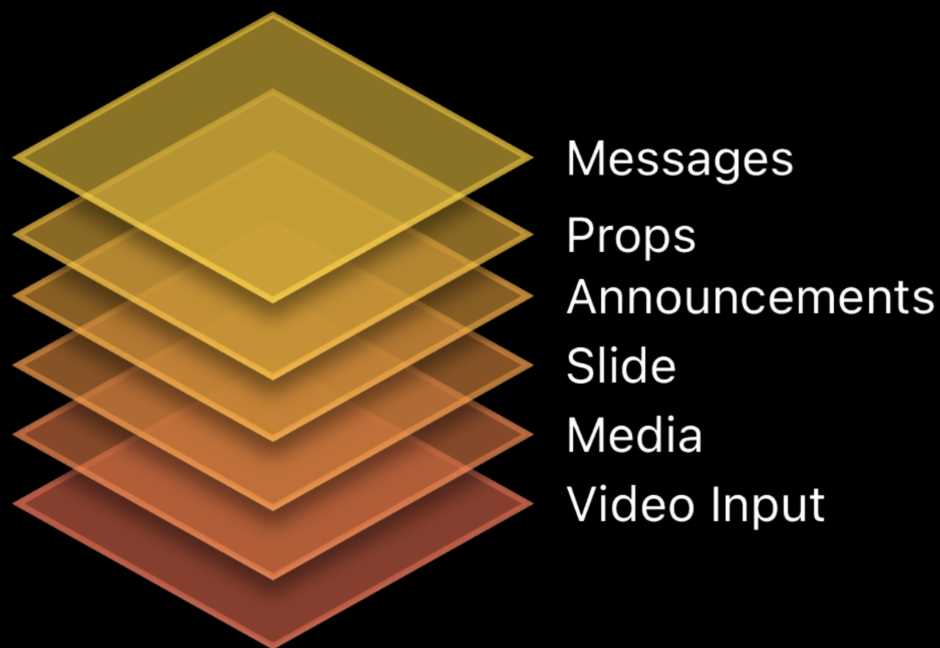 Messages
Props
Announcements
Slide
Media
Video Input